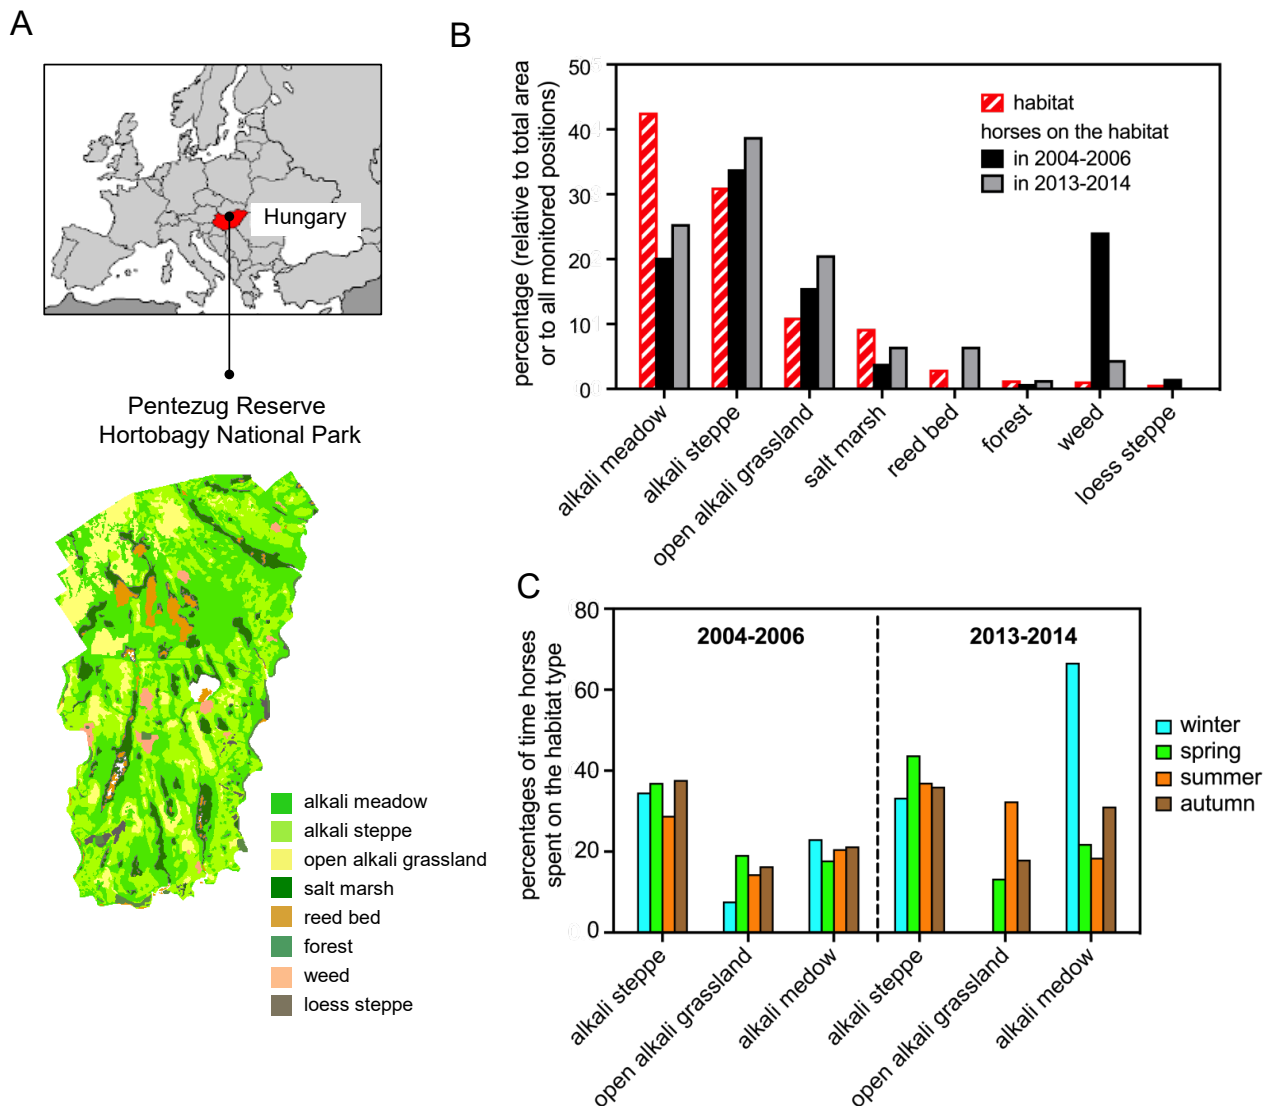 A
Hungary
Pentezug Reserve
Hortobagy National Park
alkali meadow
alkali steppe
open alkali grassland
salt marsh
reed bed
forest
weed
loess steppe
B
percentage (relative to total area
or to all monitored positions)
50
40
30
20
10
0
habitat
horses on the habitat
in 2004-2006
in 2013-2014
alkali meadow
alkali steppe
open alkali grassland
salt marsh
reed bed
forest
weed
loess steppe
C
percentages of time horses
spent on the habitat type
80
60
40
20
0
2004-2006
2013-2014
winter
spring
summer
autumn
alkali steppe
open alkali grassland
alkali medow
alkali steppe
open alkali grassland
alkali medow